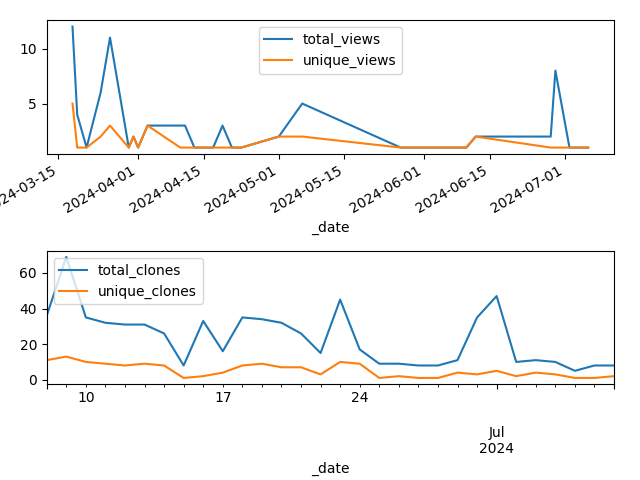 10
5
total_views
unique_views
2024-03-15
2024-04-01
2024-04-15
2024-05-01
2024-05-15
2024-06-01
2024-06-15
2024-07-01
_date
60
40
20
0
total_clones
unique_clones
10
17
24
Jul
2024
_date